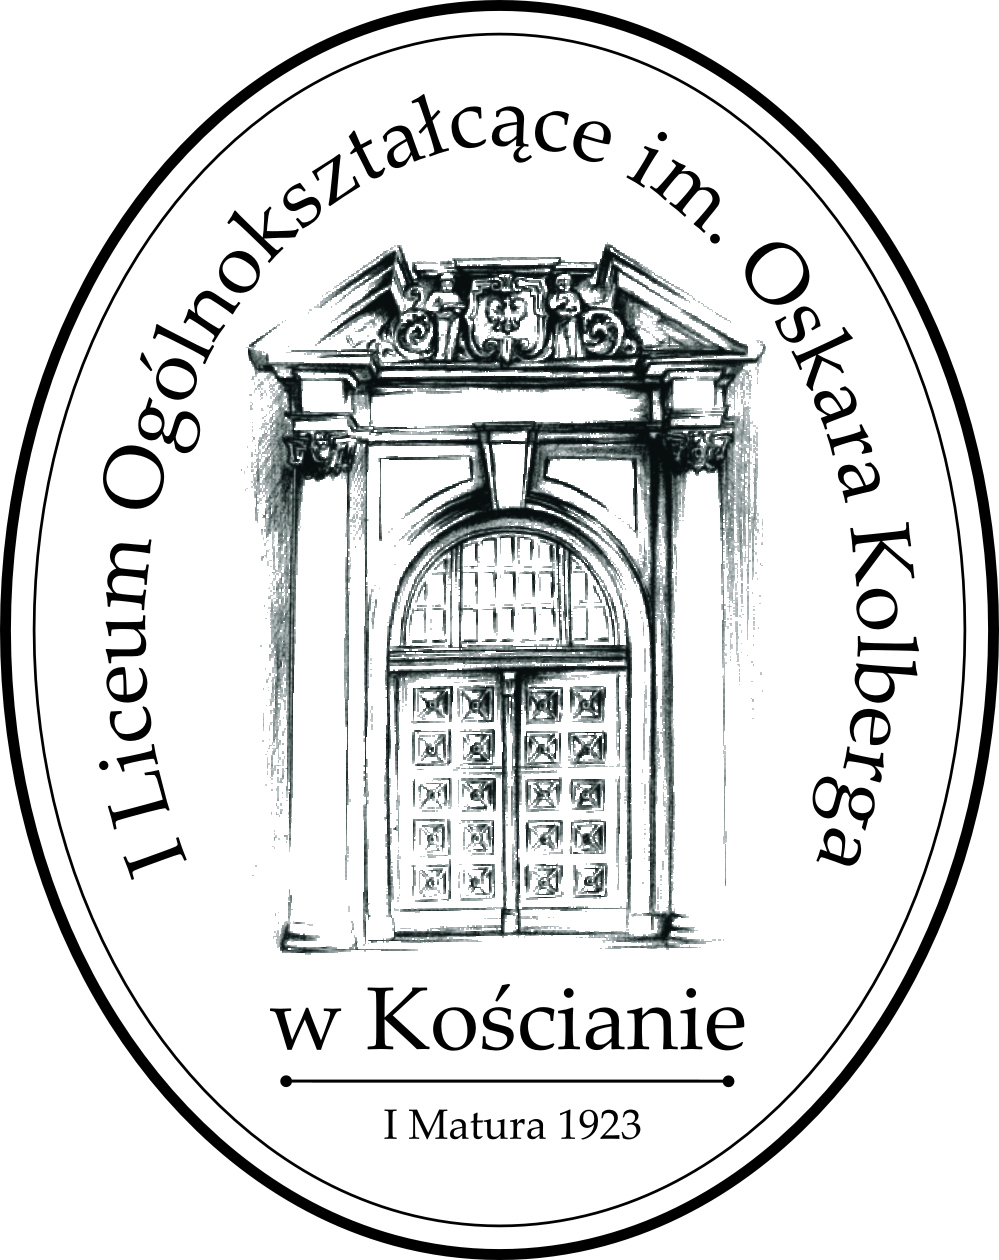 I Liceum Ogólnokształcące im. Oskara Kolberga
w Kościanie
I Matura 1923